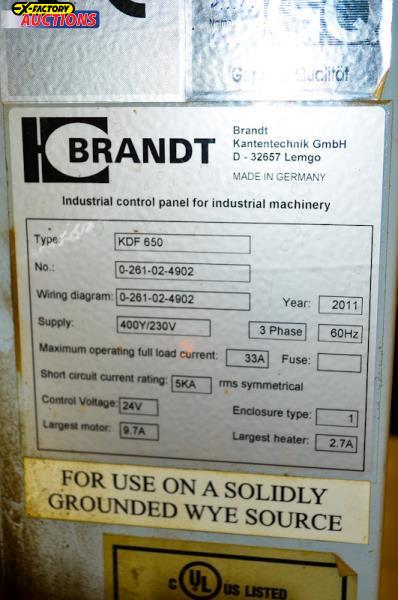 EX-FACTORY
AUCTIONS
Qualität
BRANDT
Brandt
Kantentechnik GmbH
D - 32657 Lemgo
MADE IN GERMANY
Industrial control panel for industrial machinery
Type: KDF 650
No.: 0-261-02-4902
Wiring diagram: 0-261-02-4902 Year: 2011
Supply: 400Y/230V 3 Phase 60Hz
Maximum operating full load current: 33A Fuse:
Short circuit current rating: 5KA rms symmetrical
Control Voltage: 24V Enclosure type: 1
Largest motor: 9.7A Largest heater: 2.7A
FOR USE ON A SOLIDLY
GROUNDED WYE SOURCE
C UL US LISTED